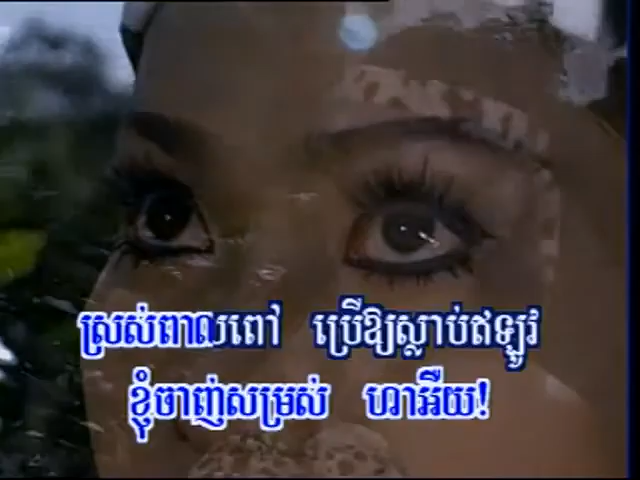 ស្រស់ពាលពៅ ប្រើឱ្យស្លាប់ឥឡូវ
ខ្ញុំចាញ់សម្រស់ ហាអឺយ!